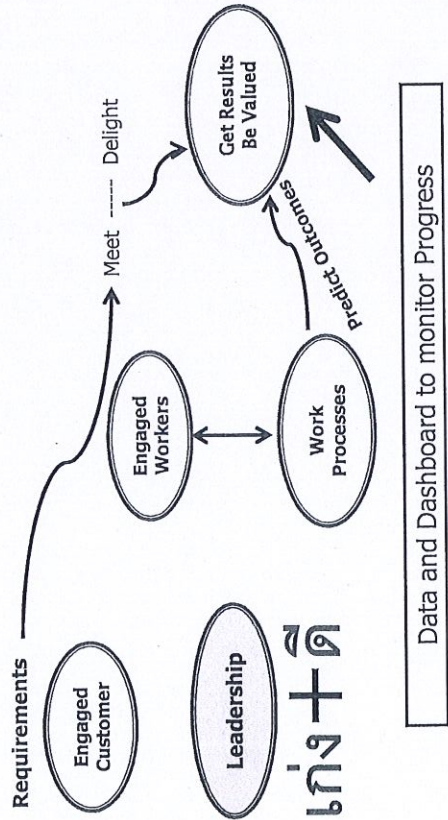 Requirements
Engaged
Customer
Meet ----- Delight
Engaged
Workers
Get Results
Be Valued
Leadership
Work
Processes
Predict Outcomes
เก่ง+ดี
Data and Dashboard to monitor Progress